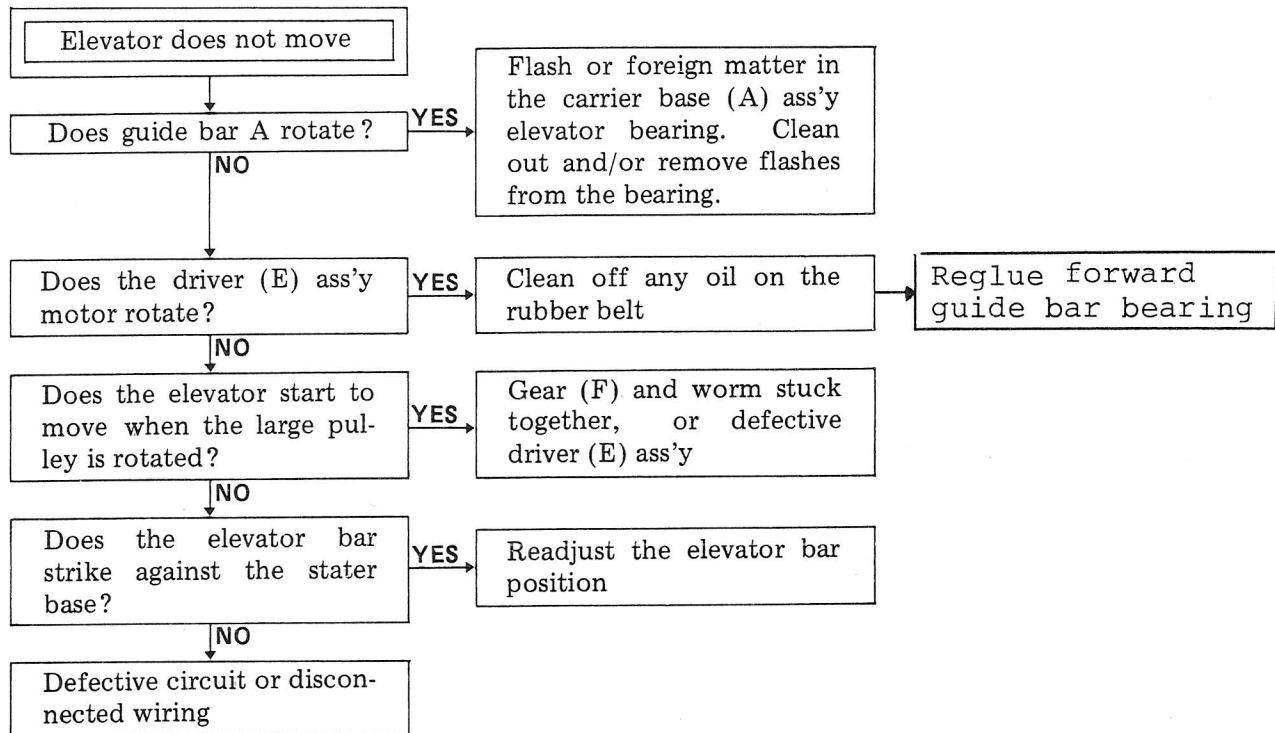 Elevator does not move
Does guide bar A rotate?
YES
Flash or foreign matter in
the carrier base (A) ass'y
elevator bearing. Clean
out and/or remove flashes
from the bearing.
NO
Does the driver (E) ass'y
motor rotate?
YES
Clean off any oil on the
rubber belt
Reglue forward
guide bar bearing
NO
Does the elevator start to
move when the large pul-
ley is rotated?
YES
Gear (F) and worm stuck
together, or defective
driver (E) ass'y
NO
Does the elevator bar
strike against the stater
base?
YES
Readjust the elevator bar
position
NO
Defective circuit or discon-
nected wiring